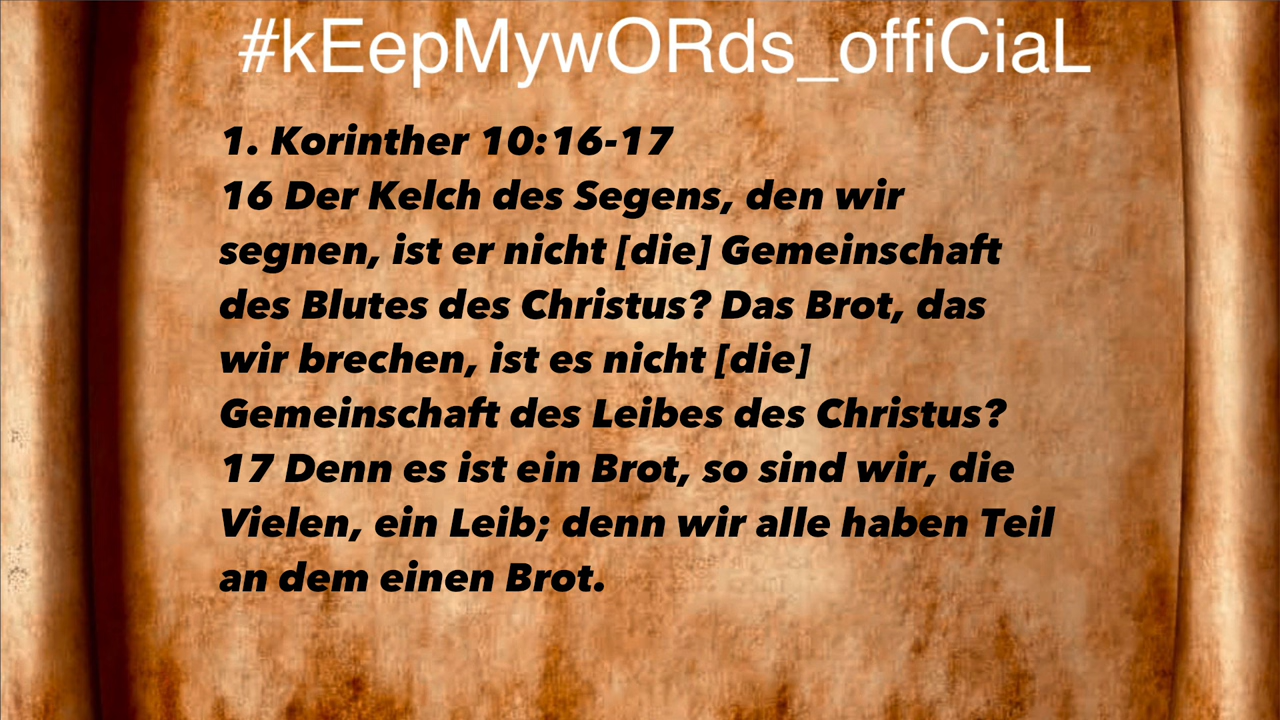 #kEepMywORds_offiCiaL
1. Korinther 10:16-17
16 Der Kelch des Segens, den wir
segnen, ist er nicht [die] Gemeinschaft
des Blutes des Christus? Das Brot, das
wir brechen, ist es nicht [die]
Gemeinschaft des Leibes des Christus?
17 Denn es ist ein Brot, so sind wir, die
Vielen, ein Leib; denn wir alle haben Teil
an dem einen Brot.